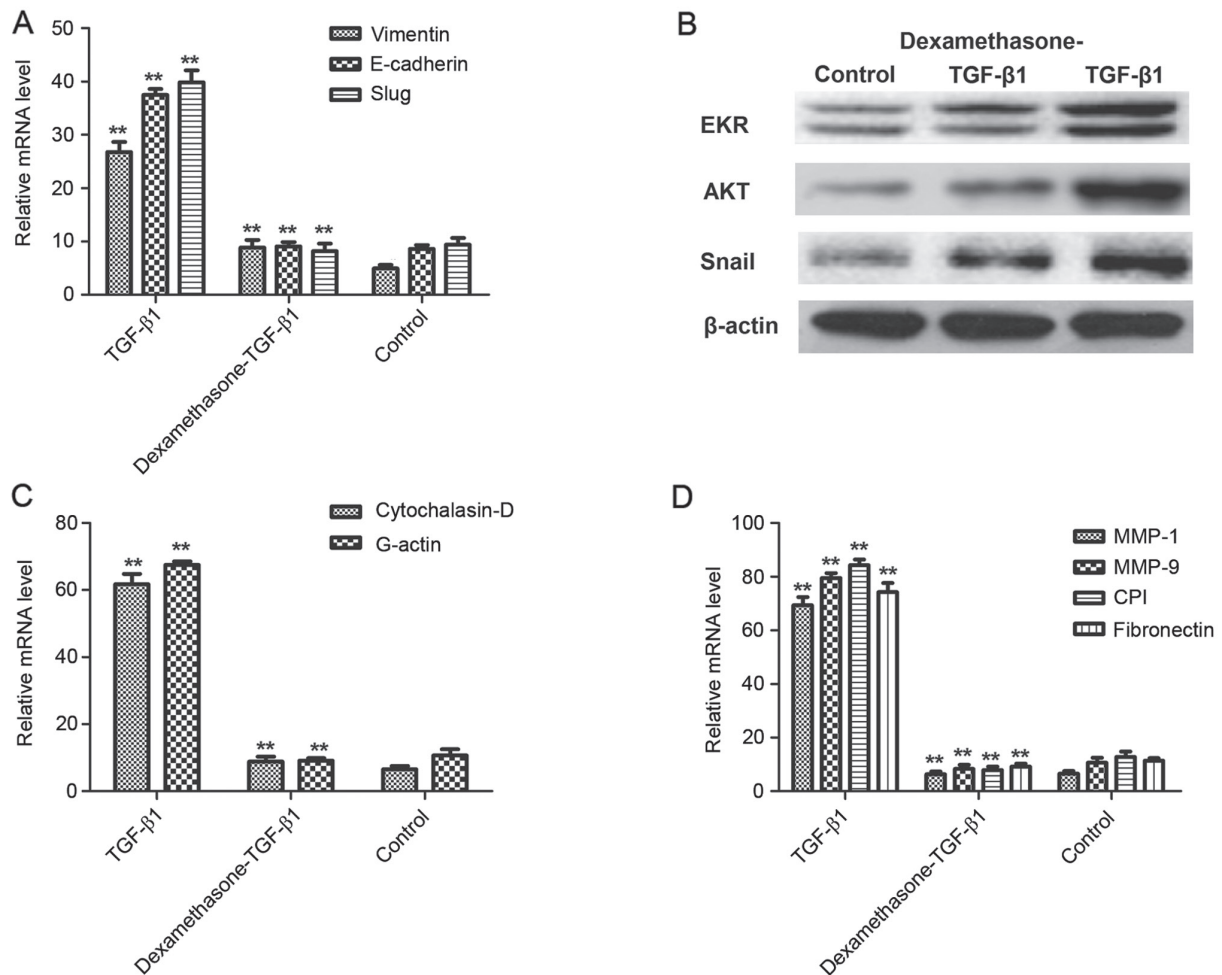 A
Relative mRNA level
50
40
30
20
10
0
** ** **
** ** **
Vimentin
E-cadherin
Slug
TGF-β1
Dexamethasone-TGF-β1
Control
B
Dexamethasone-
Control TGF-β1 TGF-β1
EKR
AKT
Snail
β-actin
C
Relative mRNA level
80
60
40
20
0
** **
** **
Cytochalasin-D
G-actin
TGF-β1
Dexamethasone-TGF-β1
Control
D
Relative mRNA level
100
80
60
40
20
0
** ** ** **
** ** ** **
MMP-1
MMP-9
CPI
Fibronectin
TGF-β1
Dexamethasone-TGF-β1
Control